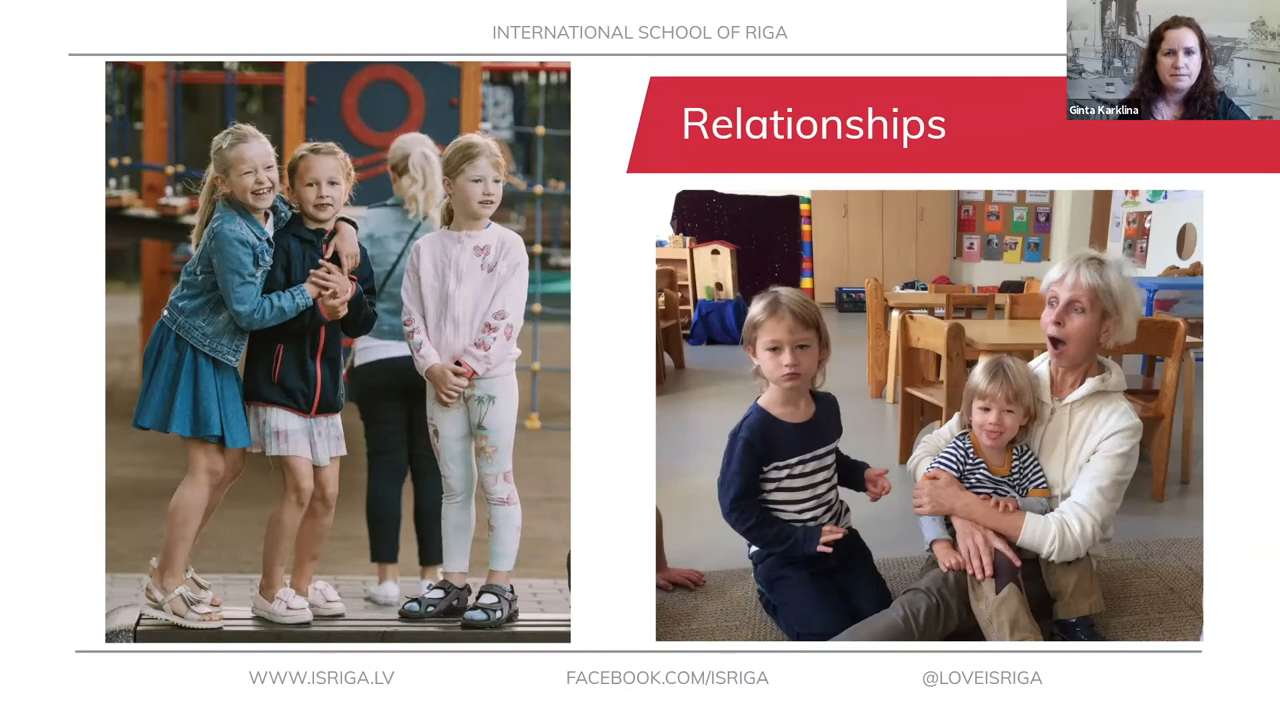 INTERNATIONAL SCHOOL OF RIGA
Ginta Karklina
Relationships
WWW.ISRIGA.LV
FACEBOOK.COM/ISRIGA
@LOVEISRIGA